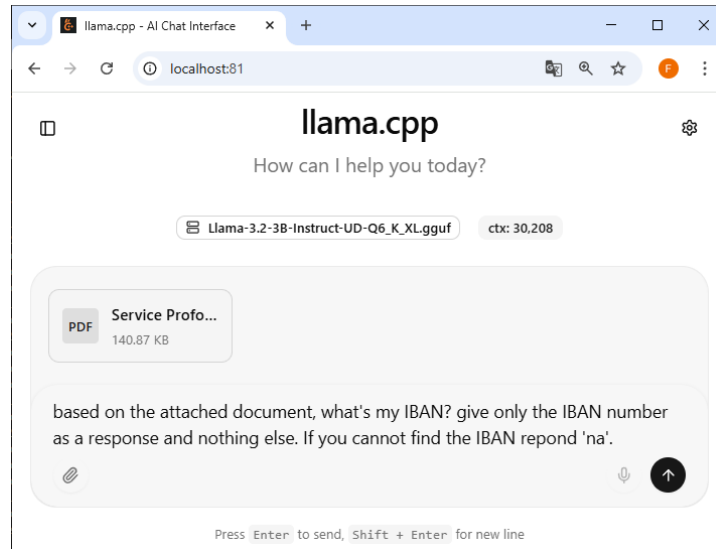 llama.cpp - AI Chat Interface
localhost:81
F
llama.cpp
How can I help you today?
Llama-3.2-3B-Instruct-UD-Q6_K_XL.gguf
ctx: 30,208
PDF
Service Profo...
140.87 KB
based on the attached document, what's my IBAN? give only the IBAN number
as a response and nothing else. If you cannot find the IBAN repond 'na'.
Press Enter to send, Shift + Enter for new line